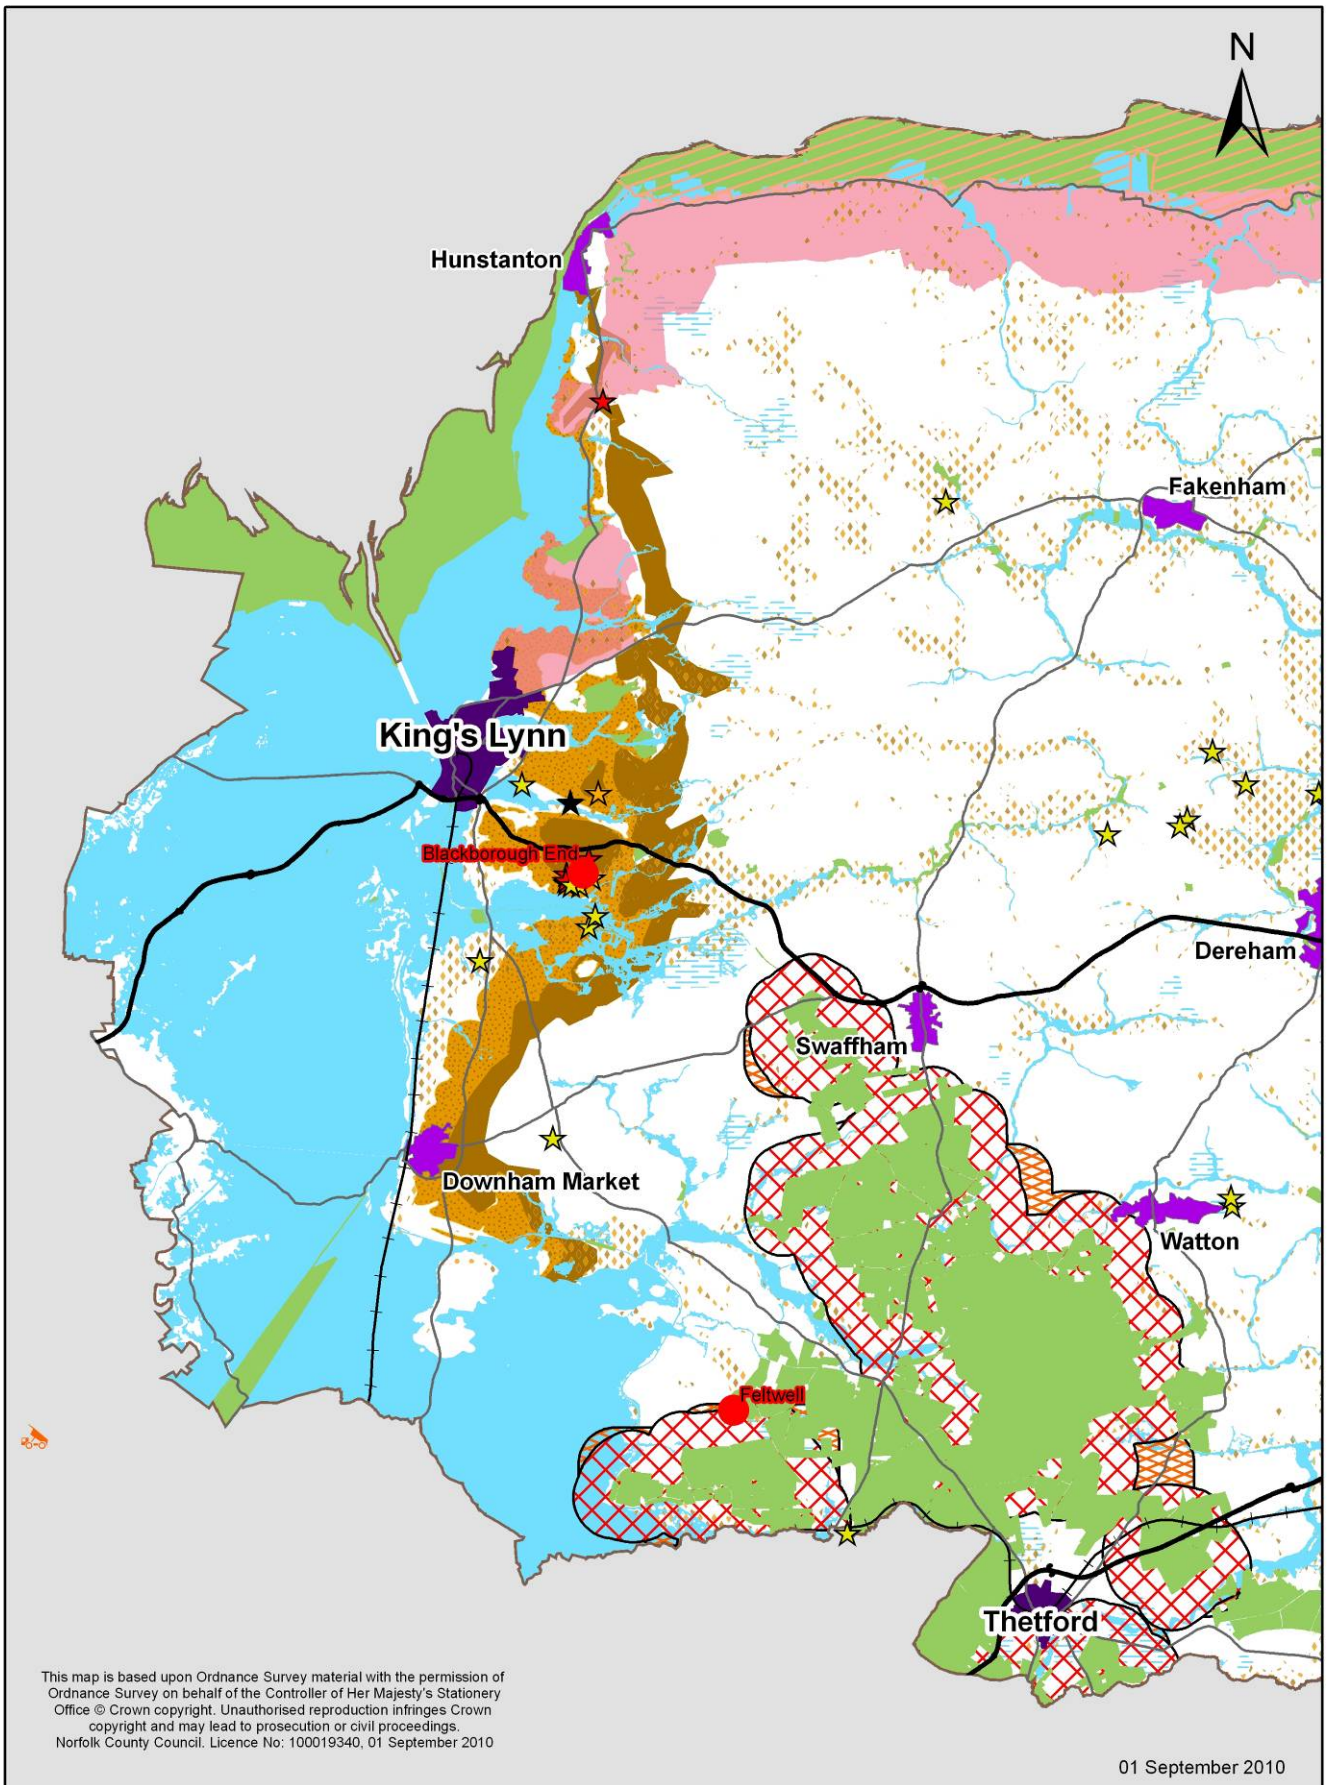 N
Hunstanton
Fakenham
King's Lynn
Blackborough End
Dereham
Swaffham
Downham Market
Watton
Feltwell
Thetford
This map is based upon Ordnance Survey material with the permission of
Ordnance Survey on behalf of the Controller of Her Majesty's Stationery
Office © Crown copyright. Unauthorised reproduction infringes Crown
copyright and may lead to prosecution or civil proceedings.
Norfolk County Council. Licence No: 100019340, 01 September 2010
01 September 2010